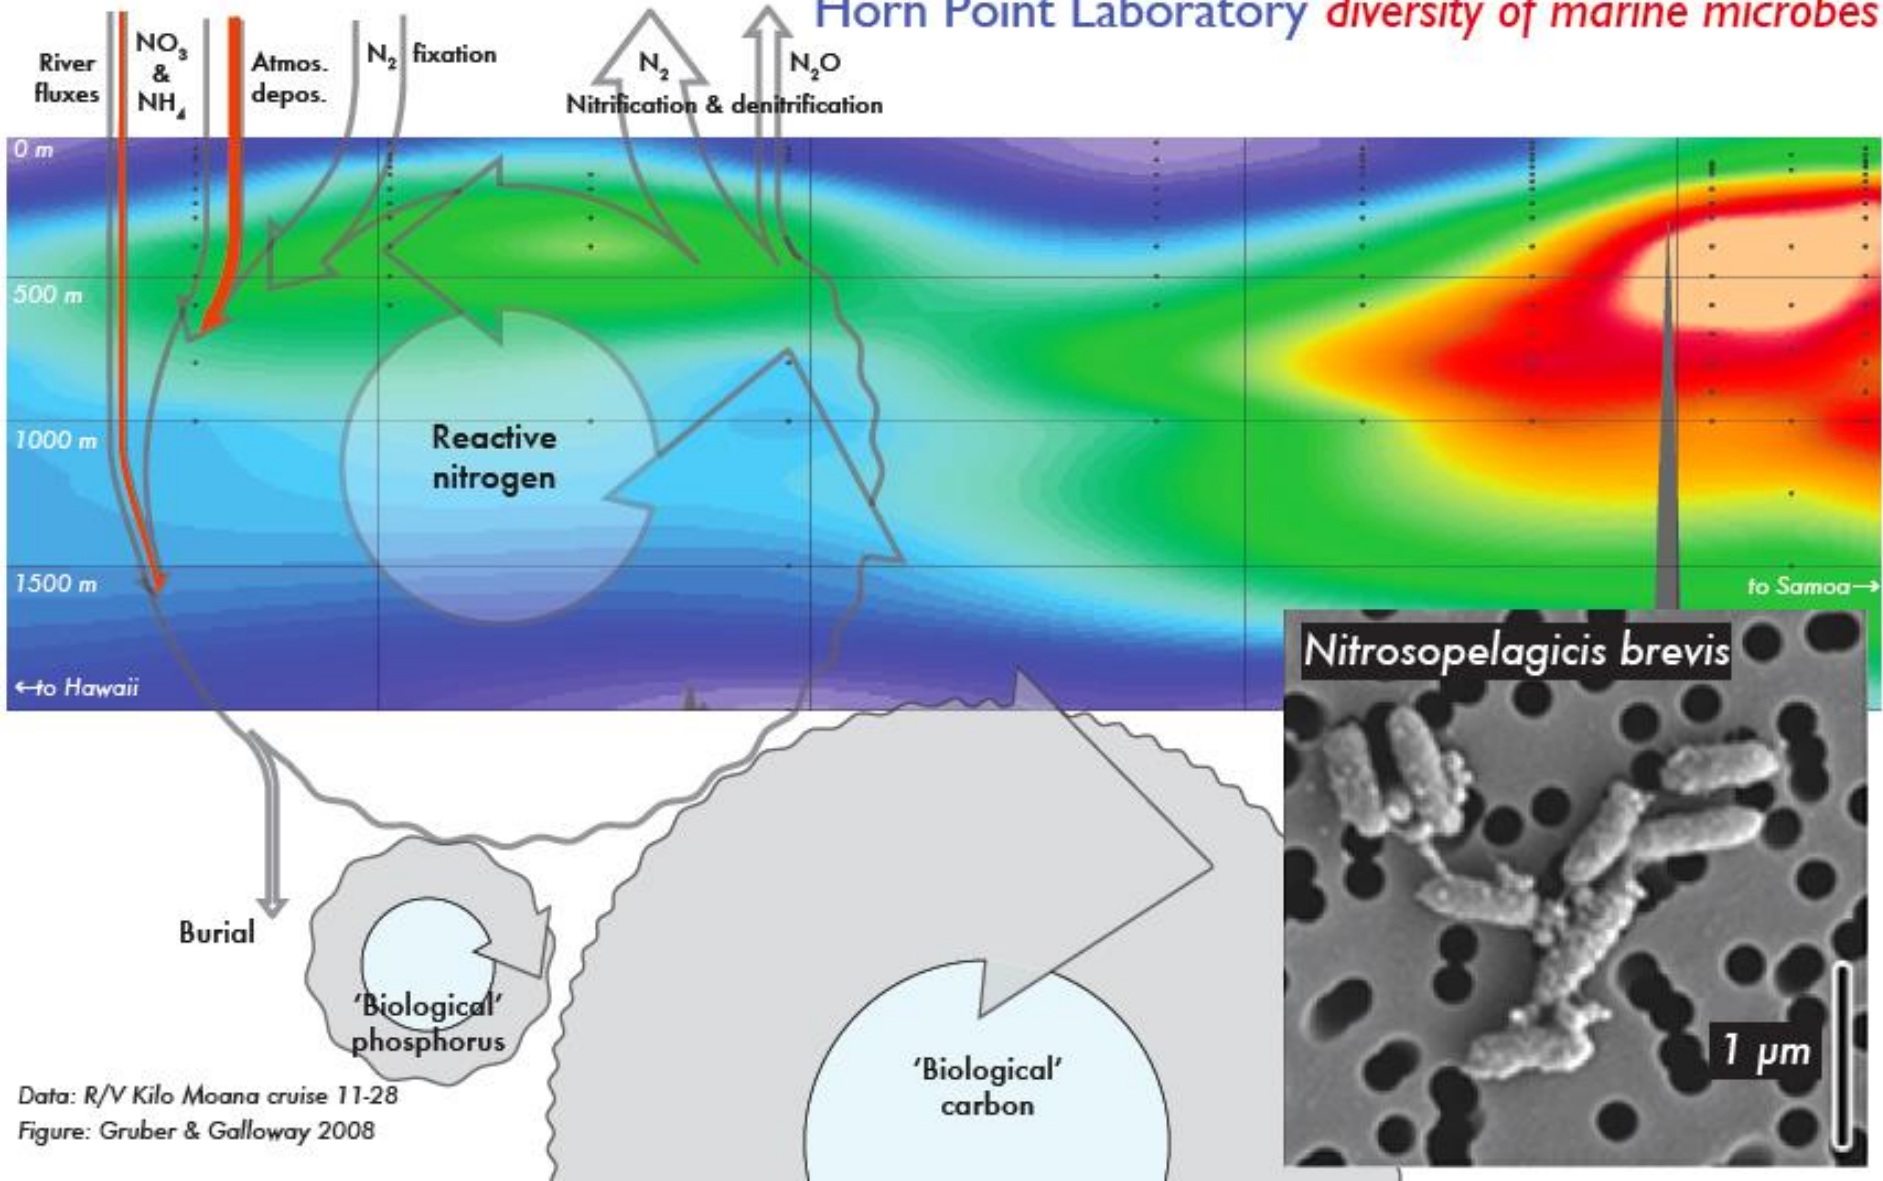 Horn Point Laboratory diversity of marine microbes
River
fluxes
NO₃
&
NH₄
Atmos.
depos.
N₂ fixation
N₂
N₂O
Nitrification & denitrification
0 m
500 m
1000 m
1500 m
Reactive
nitrogen
to Samoa→
←to Hawaii
Nitrosopelagicis brevis
1 µm
Burial
'Biological'
phosphorus
'Biological'
carbon
Data: R/V Kilo Moana cruise 11-28
Figure: Gruber & Galloway 2008